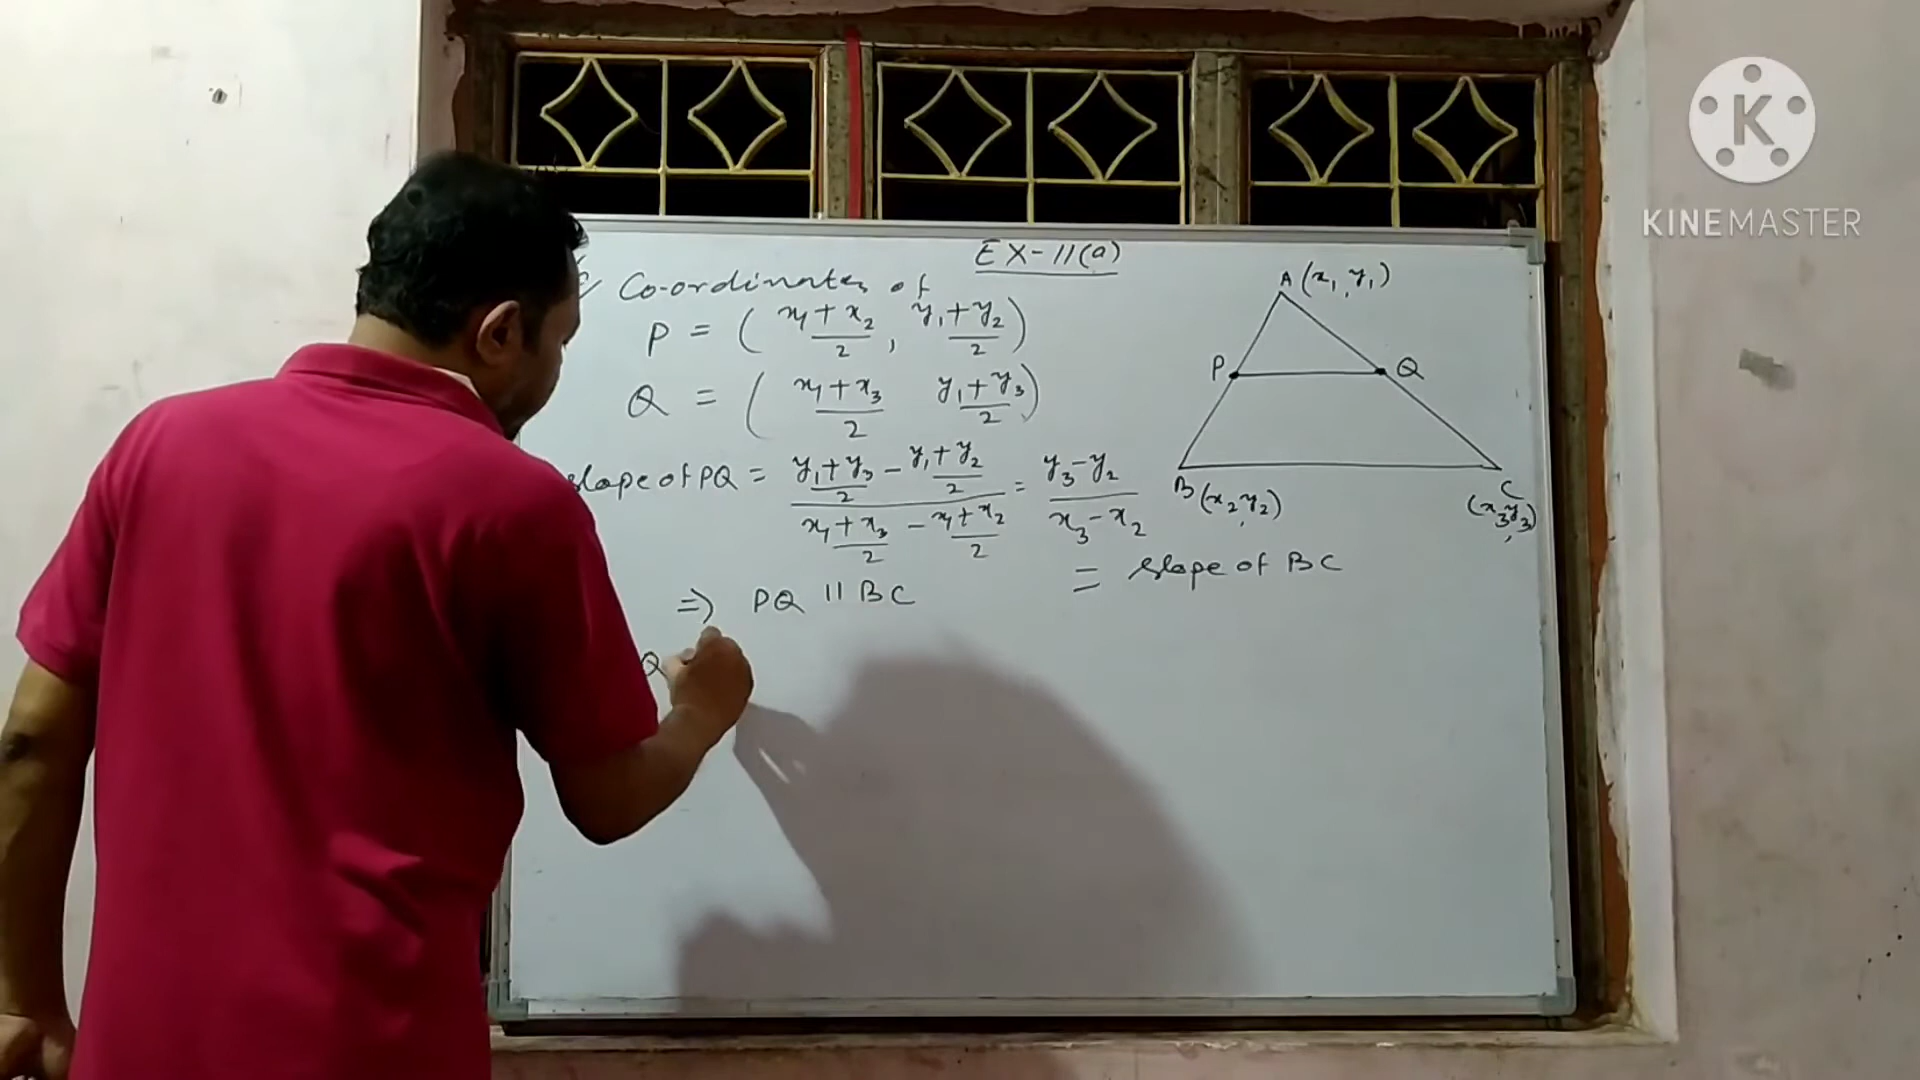 EX-11(a)
Co-ordinates of
P = ( x₁ + x₂ / 2 , y₁ + y₂ / 2 )
Q = ( x₁ + x₃ / 2 y₁ + y₃ / 2 )
slope of PQ = y₁ + y₃ / 2 − y₁ + y₂ / 2 / x₁ + x₃ / 2 − x₁ + x₂ / 2 = y₃ − y₂ / x₃ − x₂
= slope of BC
⇒ PQ || BC
Q
A (x₁, y₁)
P Q
B (x₂, y₂)
C (x₃, y₃)
K
KINEMASTER